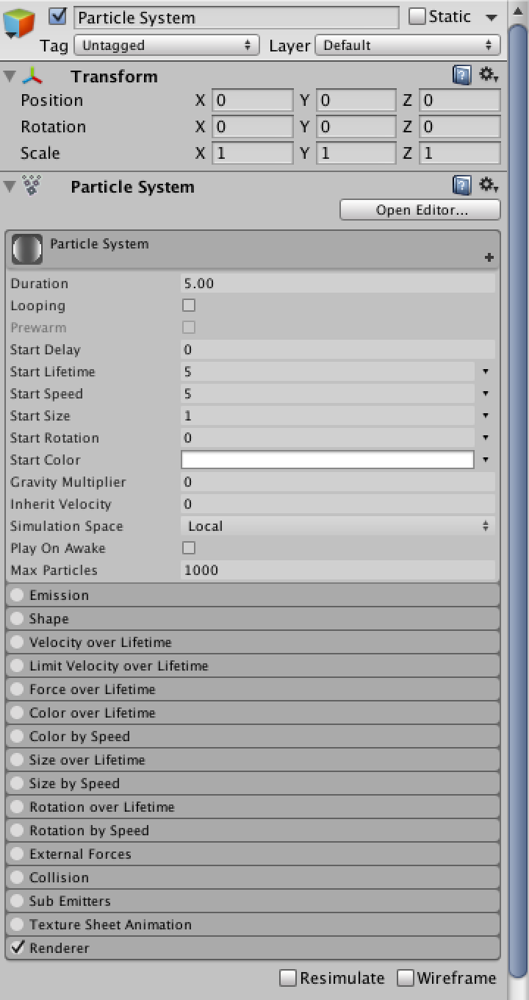 Particle System Static
Tag Untagged Layer Default
Transform
Position X 0 Y 0 Z 0
Rotation X 0 Y 0 Z 0
Scale X 1 Y 1 Z 1
Particle System
Open Editor...
Particle System
Duration 5.00
Looping
Prewarm
Start Delay 0
Start Lifetime 5
Start Speed 5
Start Size 1
Start Rotation 0
Start Color
Gravity Multiplier 0
Inherit Velocity 0
Simulation Space Local
Play On Awake
Max Particles 1000
Emission
Shape
Velocity over Lifetime
Limit Velocity over Lifetime
Force over Lifetime
Color over Lifetime
Color by Speed
Size over Lifetime
Size by Speed
Rotation over Lifetime
Rotation by Speed
External Forces
Collision
Sub Emitters
Texture Sheet Animation
Renderer
Resimulate Wireframe